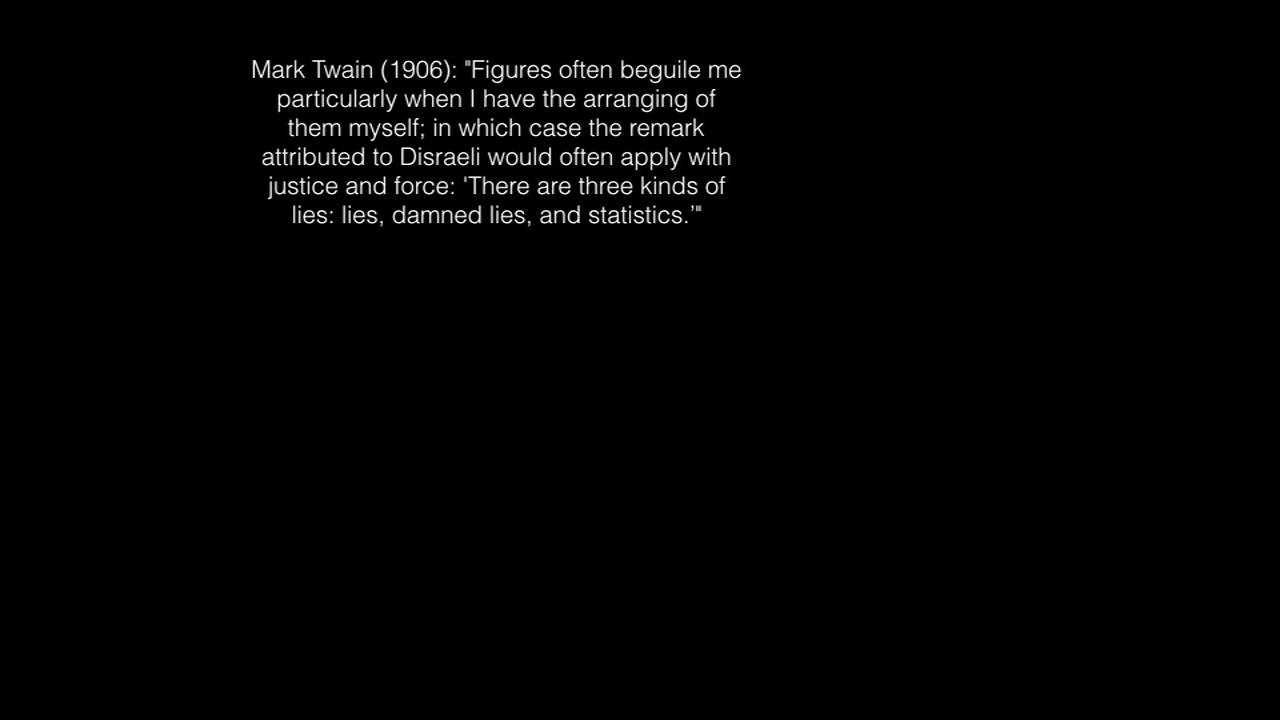 Mark Twain (1906): "Figures often beguile me
particularly when I have the arranging of
them myself; in which case the remark
attributed to Disraeli would often apply with
justice and force: 'There are three kinds of
lies: lies, damned lies, and statistics.’"